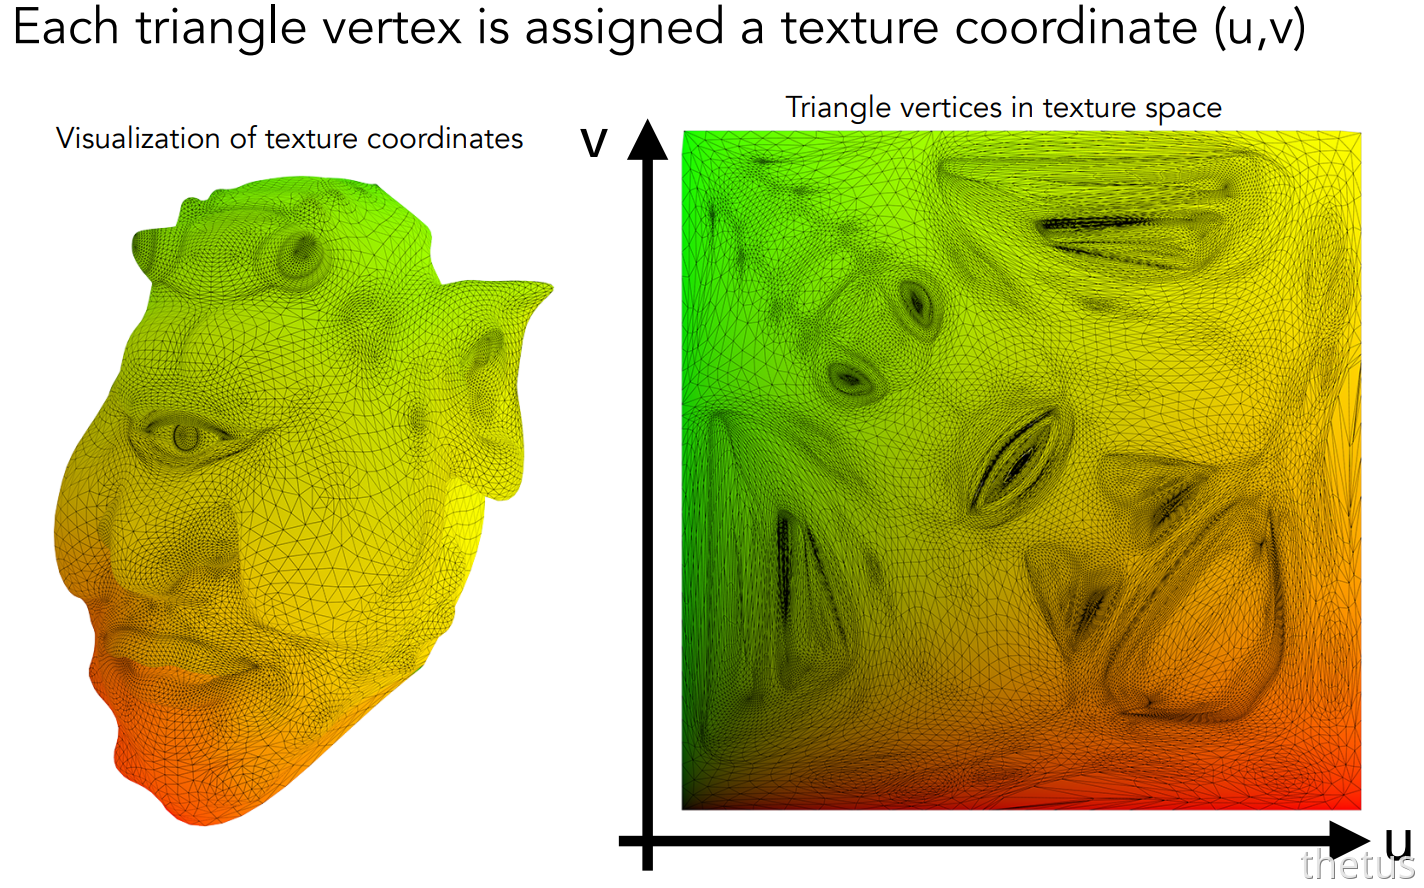 Each triangle vertex is assigned a texture coordinate (u,v)
Visualization of texture coordinates
Triangle vertices in texture space
v
u
thetus